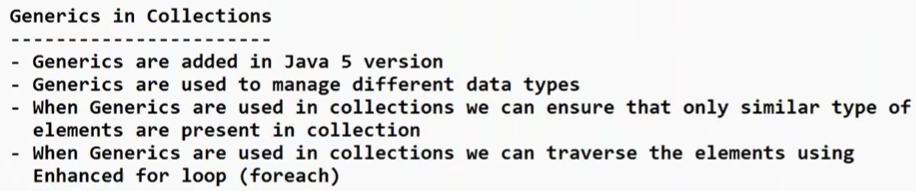 Generics in Collections
-----------------------
- Generics are added in Java 5 version
- Generics are used to manage different data types
- When Generics are used in collections we can ensure that only similar type of
elements are present in collection
- When Generics are used in collections we can traverse the elements using
Enhanced for loop (foreach)